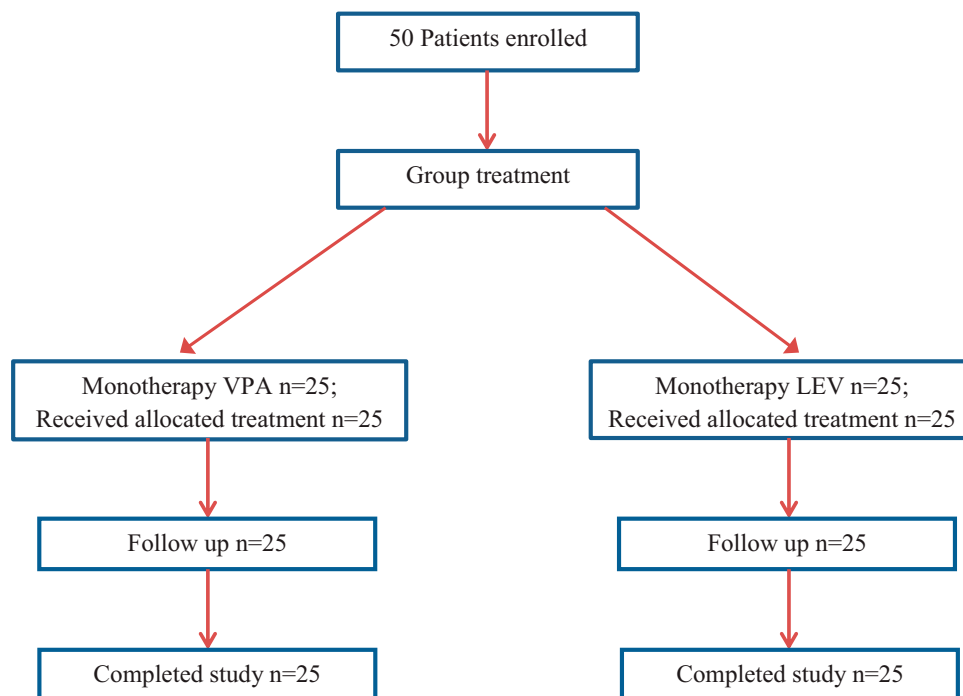 50 Patients enrolled
Group treatment
Monotherapy VPA n=25;
Received allocated treatment n=25
Monotherapy LEV n=25;
Received allocated treatment n=25
Follow up n=25
Follow up n=25
Completed study n=25
Completed study n=25